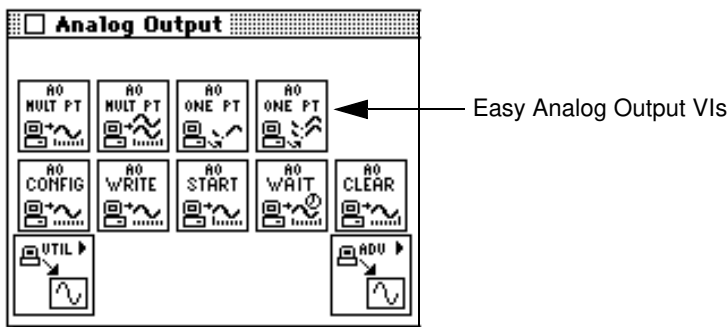 Analog Output
AO MULT PT
AO MULT PT
AO ONE PT
AO ONE PT
Easy Analog Output VIs
AO CONFIG
AO WRITE
AO START
AO WAIT
AO CLEAR
UTIL
ADV